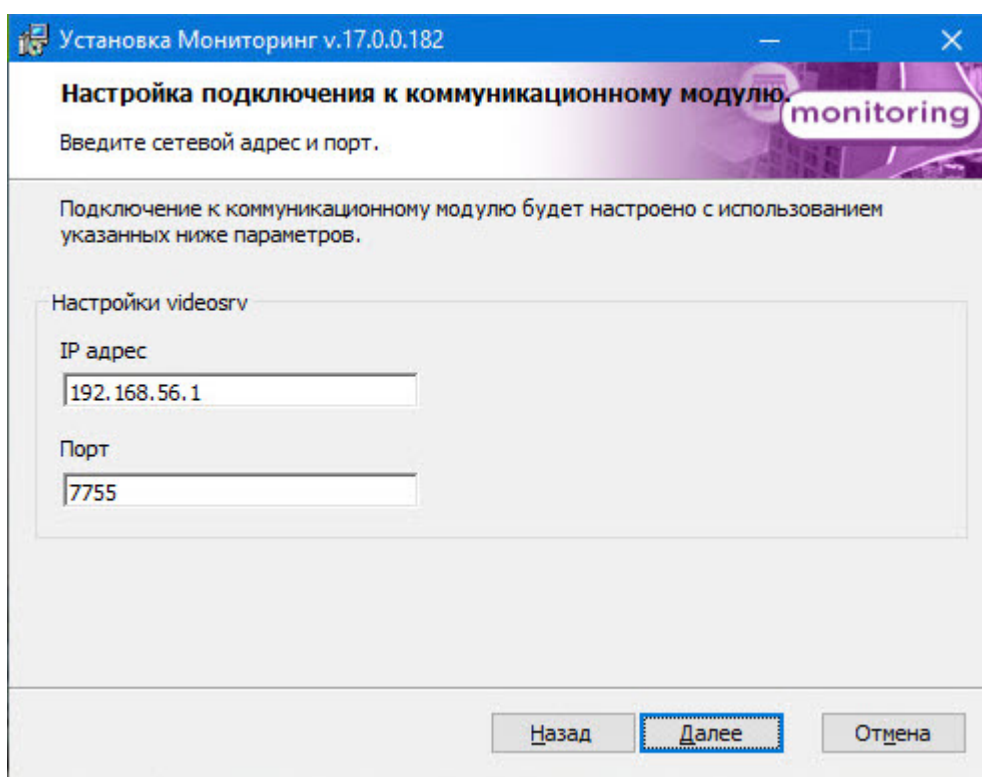 Установка Мониторинг v.17.0.0.182
Настройка подключения к коммуникационному модулю.
monitoring
Введите сетевой адрес и порт.
Подключение к коммуникационному модулю будет настроено с использованием
указанных ниже параметров.
Настройки videosrv
IP адрес
192.168.56.1
Порт
7755
Назад Далее Отмена